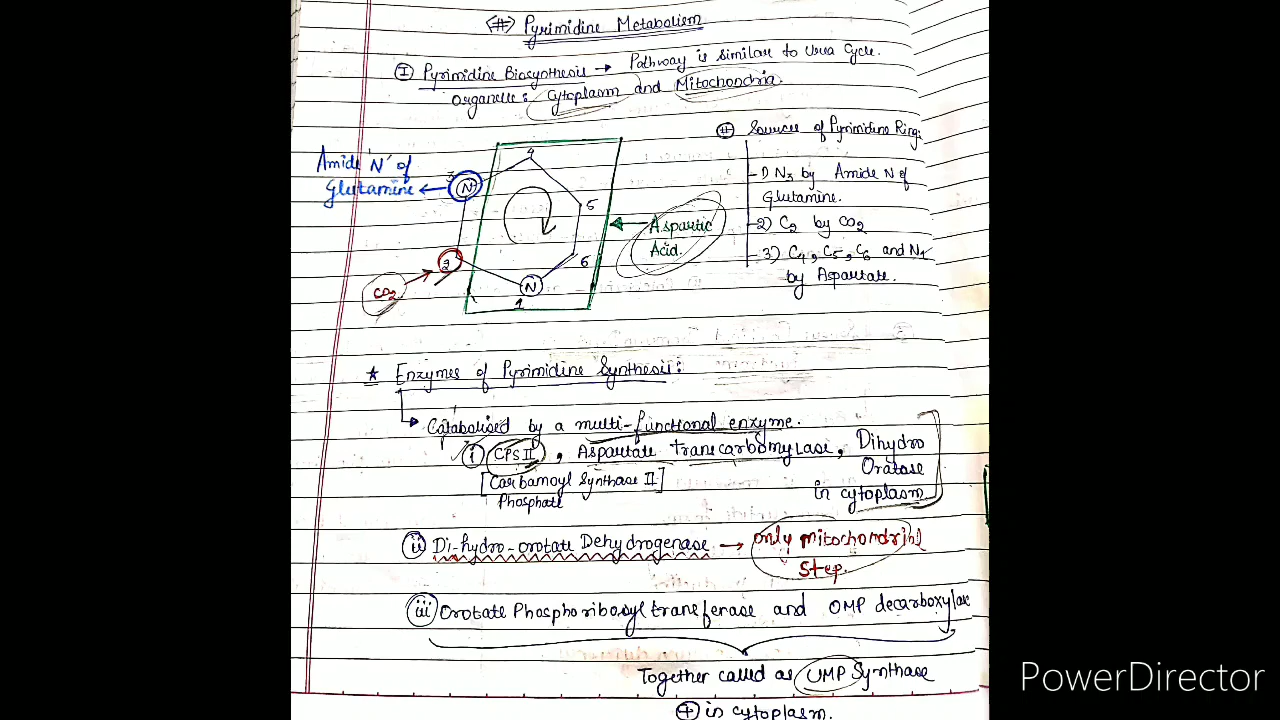 (#) Pyrimidine Metabolism
I Pyrimidine Biosynthesis → Pathway is similar to Urea Cycle.
Organelle: Cytoplasm and Mitochondria.
# Sources of Pyrimidine Ring:
Amide 'N' of
Glutamine
3
N
4
5
6
N
1
2
CO2
Aspartic
Acid.
1) N3 by Amide N of
Glutamine.
2) C2 by CO2
3) C4, C5, C6 and N1
by Aspartate.
* Enzymes of Pyrimidine Synthesis:
Catabolised by a multi-functional enzyme.
i CPS II, Aspartate transcarbomylase, Dihydro
Oratase
[Carbamoyl Synthase II]
Phosphate
in cytoplasm
ii Di-hydro-orotate Dehydrogenase → only mitochondrial
Step.
iii Orotate Phosphoribosyl transferase and OMP decarboxylase
Together called as UMP Synthase
+ in cytoplasm.
PowerDirector